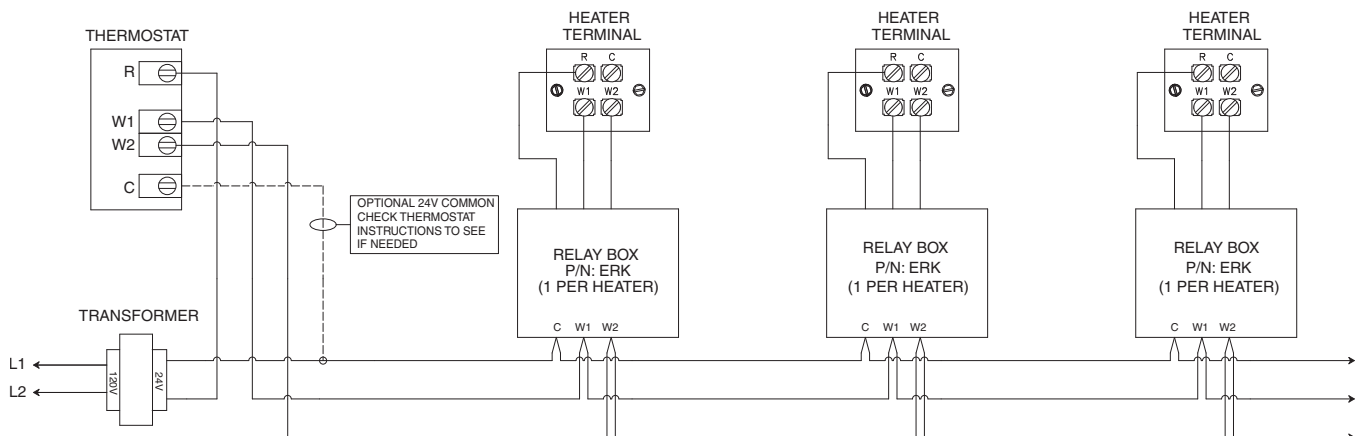 THERMOSTAT
R
W1
W2
C
OPTIONAL 24V COMMON
CHECK THERMOSTAT
INSTRUCTIONS TO SEE
IF NEEDED
TRANSFORMER
L1
L2
120V
24V
HEATER
TERMINAL
R C
W1 W2
RELAY BOX
P/N: ERK
(1 PER HEATER)
C W1 W2
HEATER
TERMINAL
R C
W1 W2
RELAY BOX
P/N: ERK
(1 PER HEATER)
C W1 W2
HEATER
TERMINAL
R C
W1 W2
RELAY BOX
P/N: ERK
(1 PER HEATER)
C W1 W2